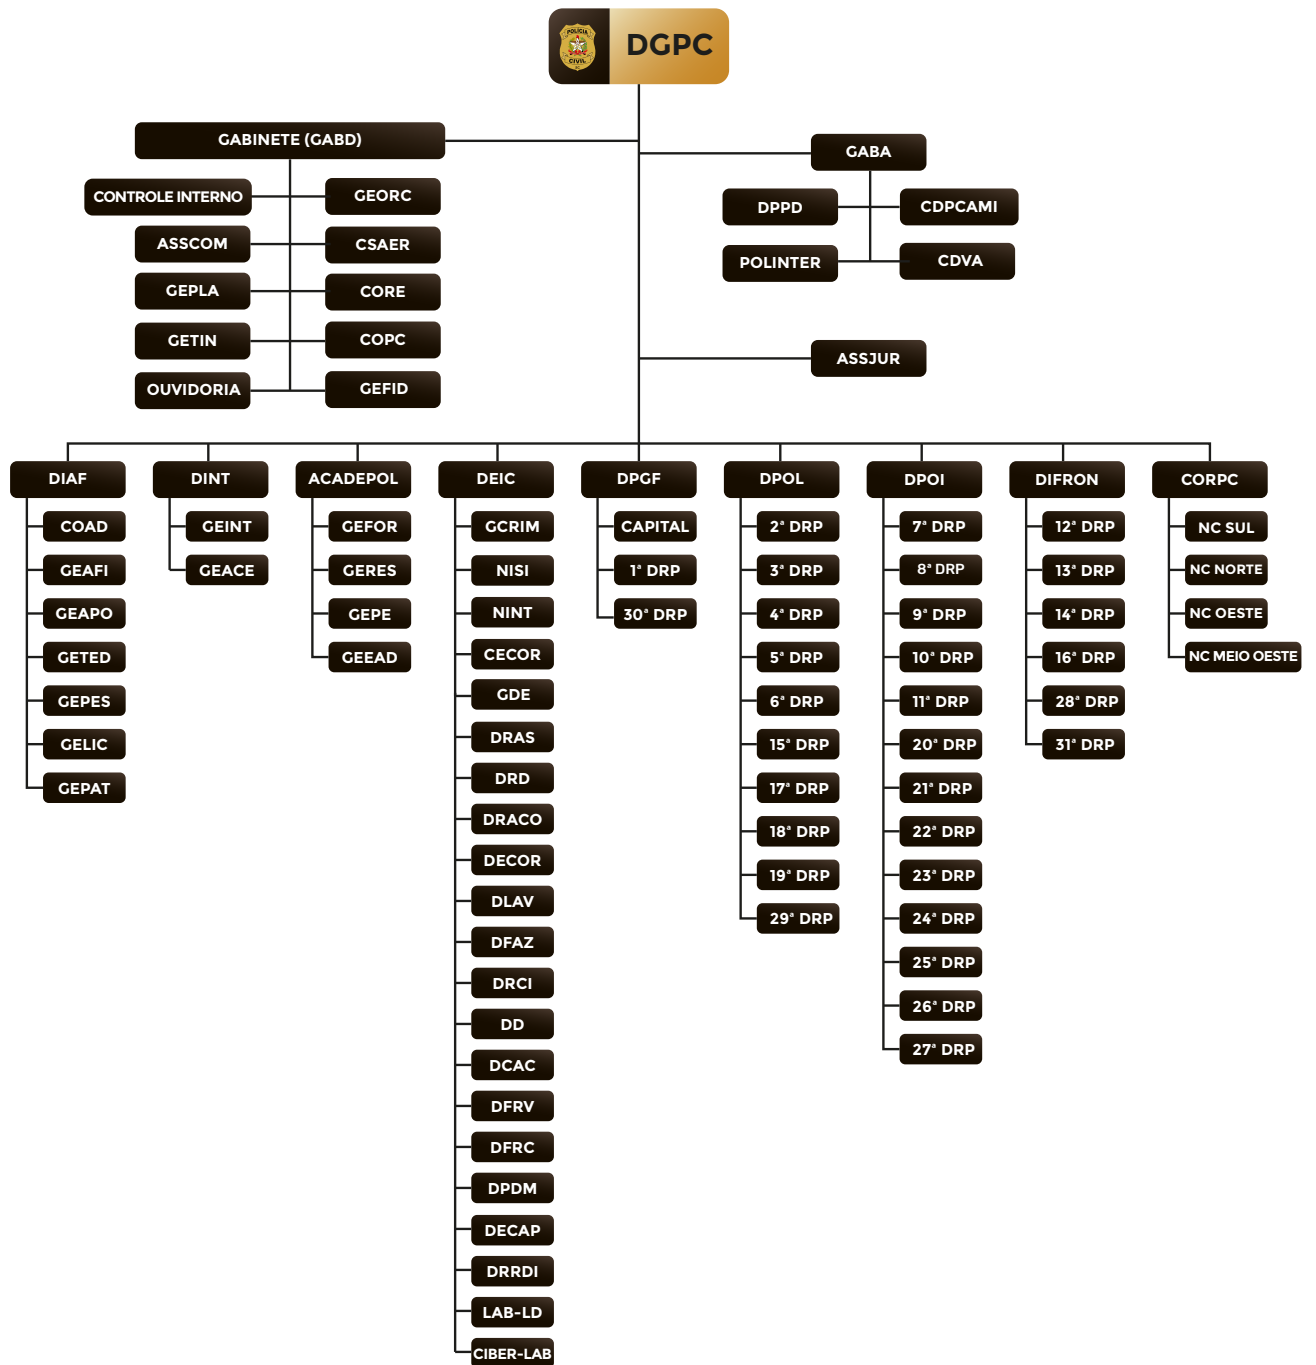 POLICIA
CIVIL
SC
DGPC
GABINETE (GABD)
CONTROLE INTERNO
GEORC
ASSCOM
CSAER
GEPLA
CORE
GETIN
COPC
OUVIDORIA
GEFID
GABA
DPPD
CDPCAMI
POLINTER
CDVA
ASSJUR
DIAF
COAD
GEAFI
GEAPO
GETED
GEPES
GELIC
GEPAT
DINT
GEINT
GEACE
ACADEPOL
GEFOR
GERES
GEPE
GEEAD
DEIC
GCRIM
NISI
NINT
CECOR
GDE
DRAS
DRD
DRACO
DECOR
DLAV
DFAZ
DRCI
DD
DCAC
DFRV
DFRC
DPDM
DECAP
DRRDI
LAB-LD
CIBER-LAB
DPGF
CAPITAL
1ª DRP
30ª DRP
DPOL
2ª DRP
3ª DRP
4ª DRP
5ª DRP
6ª DRP
15ª DRP
17ª DRP
18ª DRP
19ª DRP
29ª DRP
DPOI
7ª DRP
8ª DRP
9ª DRP
10ª DRP
11ª DRP
20ª DRP
21ª DRP
22ª DRP
23ª DRP
24ª DRP
25ª DRP
26ª DRP
27ª DRP
DIFRON
12ª DRP
13ª DRP
14ª DRP
16ª DRP
28ª DRP
31ª DRP
CORPC
NC SUL
NC NORTE
NC OESTE
NC MEIO OESTE